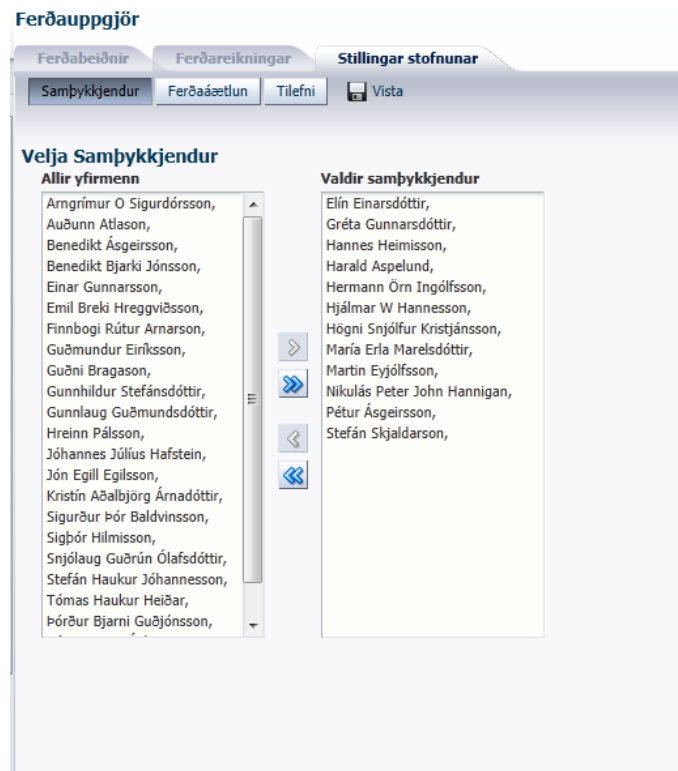 Ferðauppgjör
Ferðabeiðnir Ferðareikningar Stillingar stofnunar
Samþykkjendur Ferðaáætlun Tilefni Vista
Velja Samþykkjendur
Allir yfirmenn
Arngrímur O Sigurdórsson,
Auðunn Atlason,
Benedikt Ásgeirsson,
Benedikt Bjarki Jónsson,
Einar Gunnarsson,
Emil Breki Hreggviðsson,
Finnbogi Rútur Arnarson,
Guðmundur Eiríksson,
Guðni Bragason,
Gunnhildur Stefánsdóttir,
Gunnlaug Guðmundsdóttir,
Hreinn Pálsson,
Jóhannes Júlíus Hafstein,
Jón Egill Egilsson,
Kristín Aðalbjörg Árnadóttir,
Sigurður Þór Baldvinsson,
Sigþór Hilmisson,
Snjólaug Guðrún Ólafsdóttir,
Stefán Haukur Jóhannesson,
Tómas Haukur Heiðar,
Þórður Bjarni Guðjónsson,
Valdir samþykkjendur
Elín Einarsdóttir,
Gréta Gunnarsdóttir,
Hannes Heimisson,
Harald Aspelund,
Hermann Örn Ingólfsson,
Hjálmar W Hannesson,
Högni Snjólfur Kristjánsson,
María Erla Marelsdóttir,
Martin Eyjólfsson,
Nikulás Peter John Hannigan,
Pétur Ásgeirsson,
Stefán Skjaldarson,